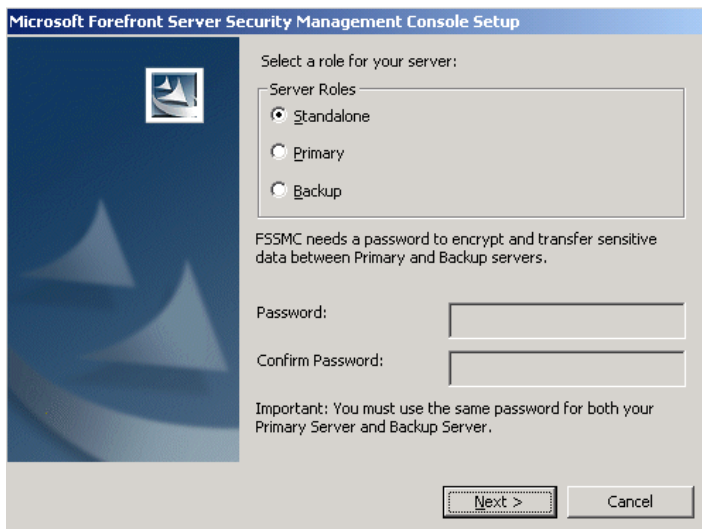 Microsoft Forefront Server Security Management Console Setup
Select a role for your server:
Server Roles
Standalone
Primary
Backup
FSSMC needs a password to encrypt and transfer sensitive
data between Primary and Backup servers.
Password:
Confirm Password:
Important: You must use the same password for both your
Primary Server and Backup Server.
Next >
Cancel